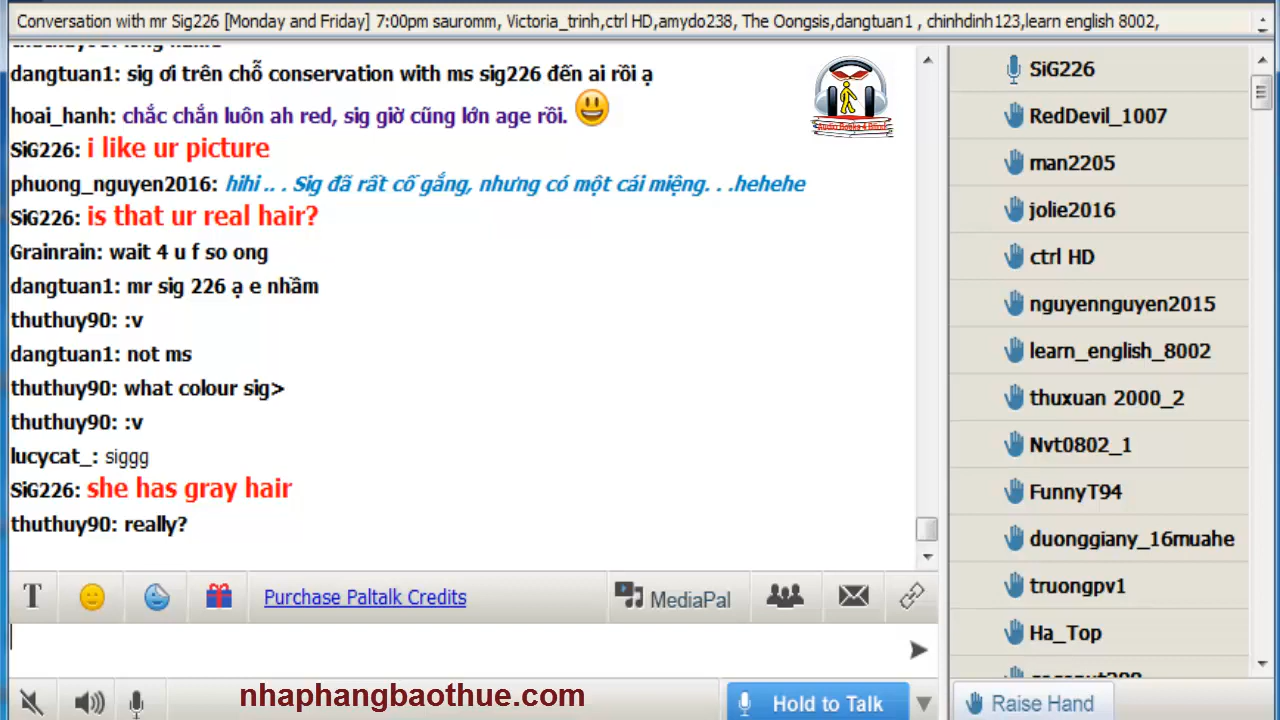 Conversation with mr Sig226 [Monday and Friday] 7:00pm sauromm, Victoria_trinh,ctrl HD,amydo238, The Oongsis,dangtuan1 , chinhdinh123,learn english 8002,
dangtuan1: sig ơi trên chỗ conservation with ms sig226 đến ai rồi ạ
hoai_hanh: chắc chắn luôn ah red, sig giờ cũng lớn age rồi.
SiG226: i like ur picture
phuong_nguyen2016: hihi .. . Sig đã rất cố gắng, nhưng có một cái miệng. . .hehehe
SiG226: is that ur real hair?
Grainrain: wait 4 u f so ong
dangtuan1: mr sig 226 ạ e nhầm
thuthuy90: :v
dangtuan1: not ms
thuthuy90: what colour sig>
thuthuy90: :v
lucycat_: siggg
SiG226: she has gray hair
thuthuy90: really?
T
Purchase Paltalk Credits
MediaPal
Hold to Talk
nhaphangbaothue.com
SiG226
RedDevil_1007
man2205
jolie2016
ctrl HD
nguyennguyen2015
learn_english_8002
thuxuan 2000_2
Nvt0802_1
FunnyT94
duonggiany_16muahe
truongpv1
Ha_Top
Raise Hand